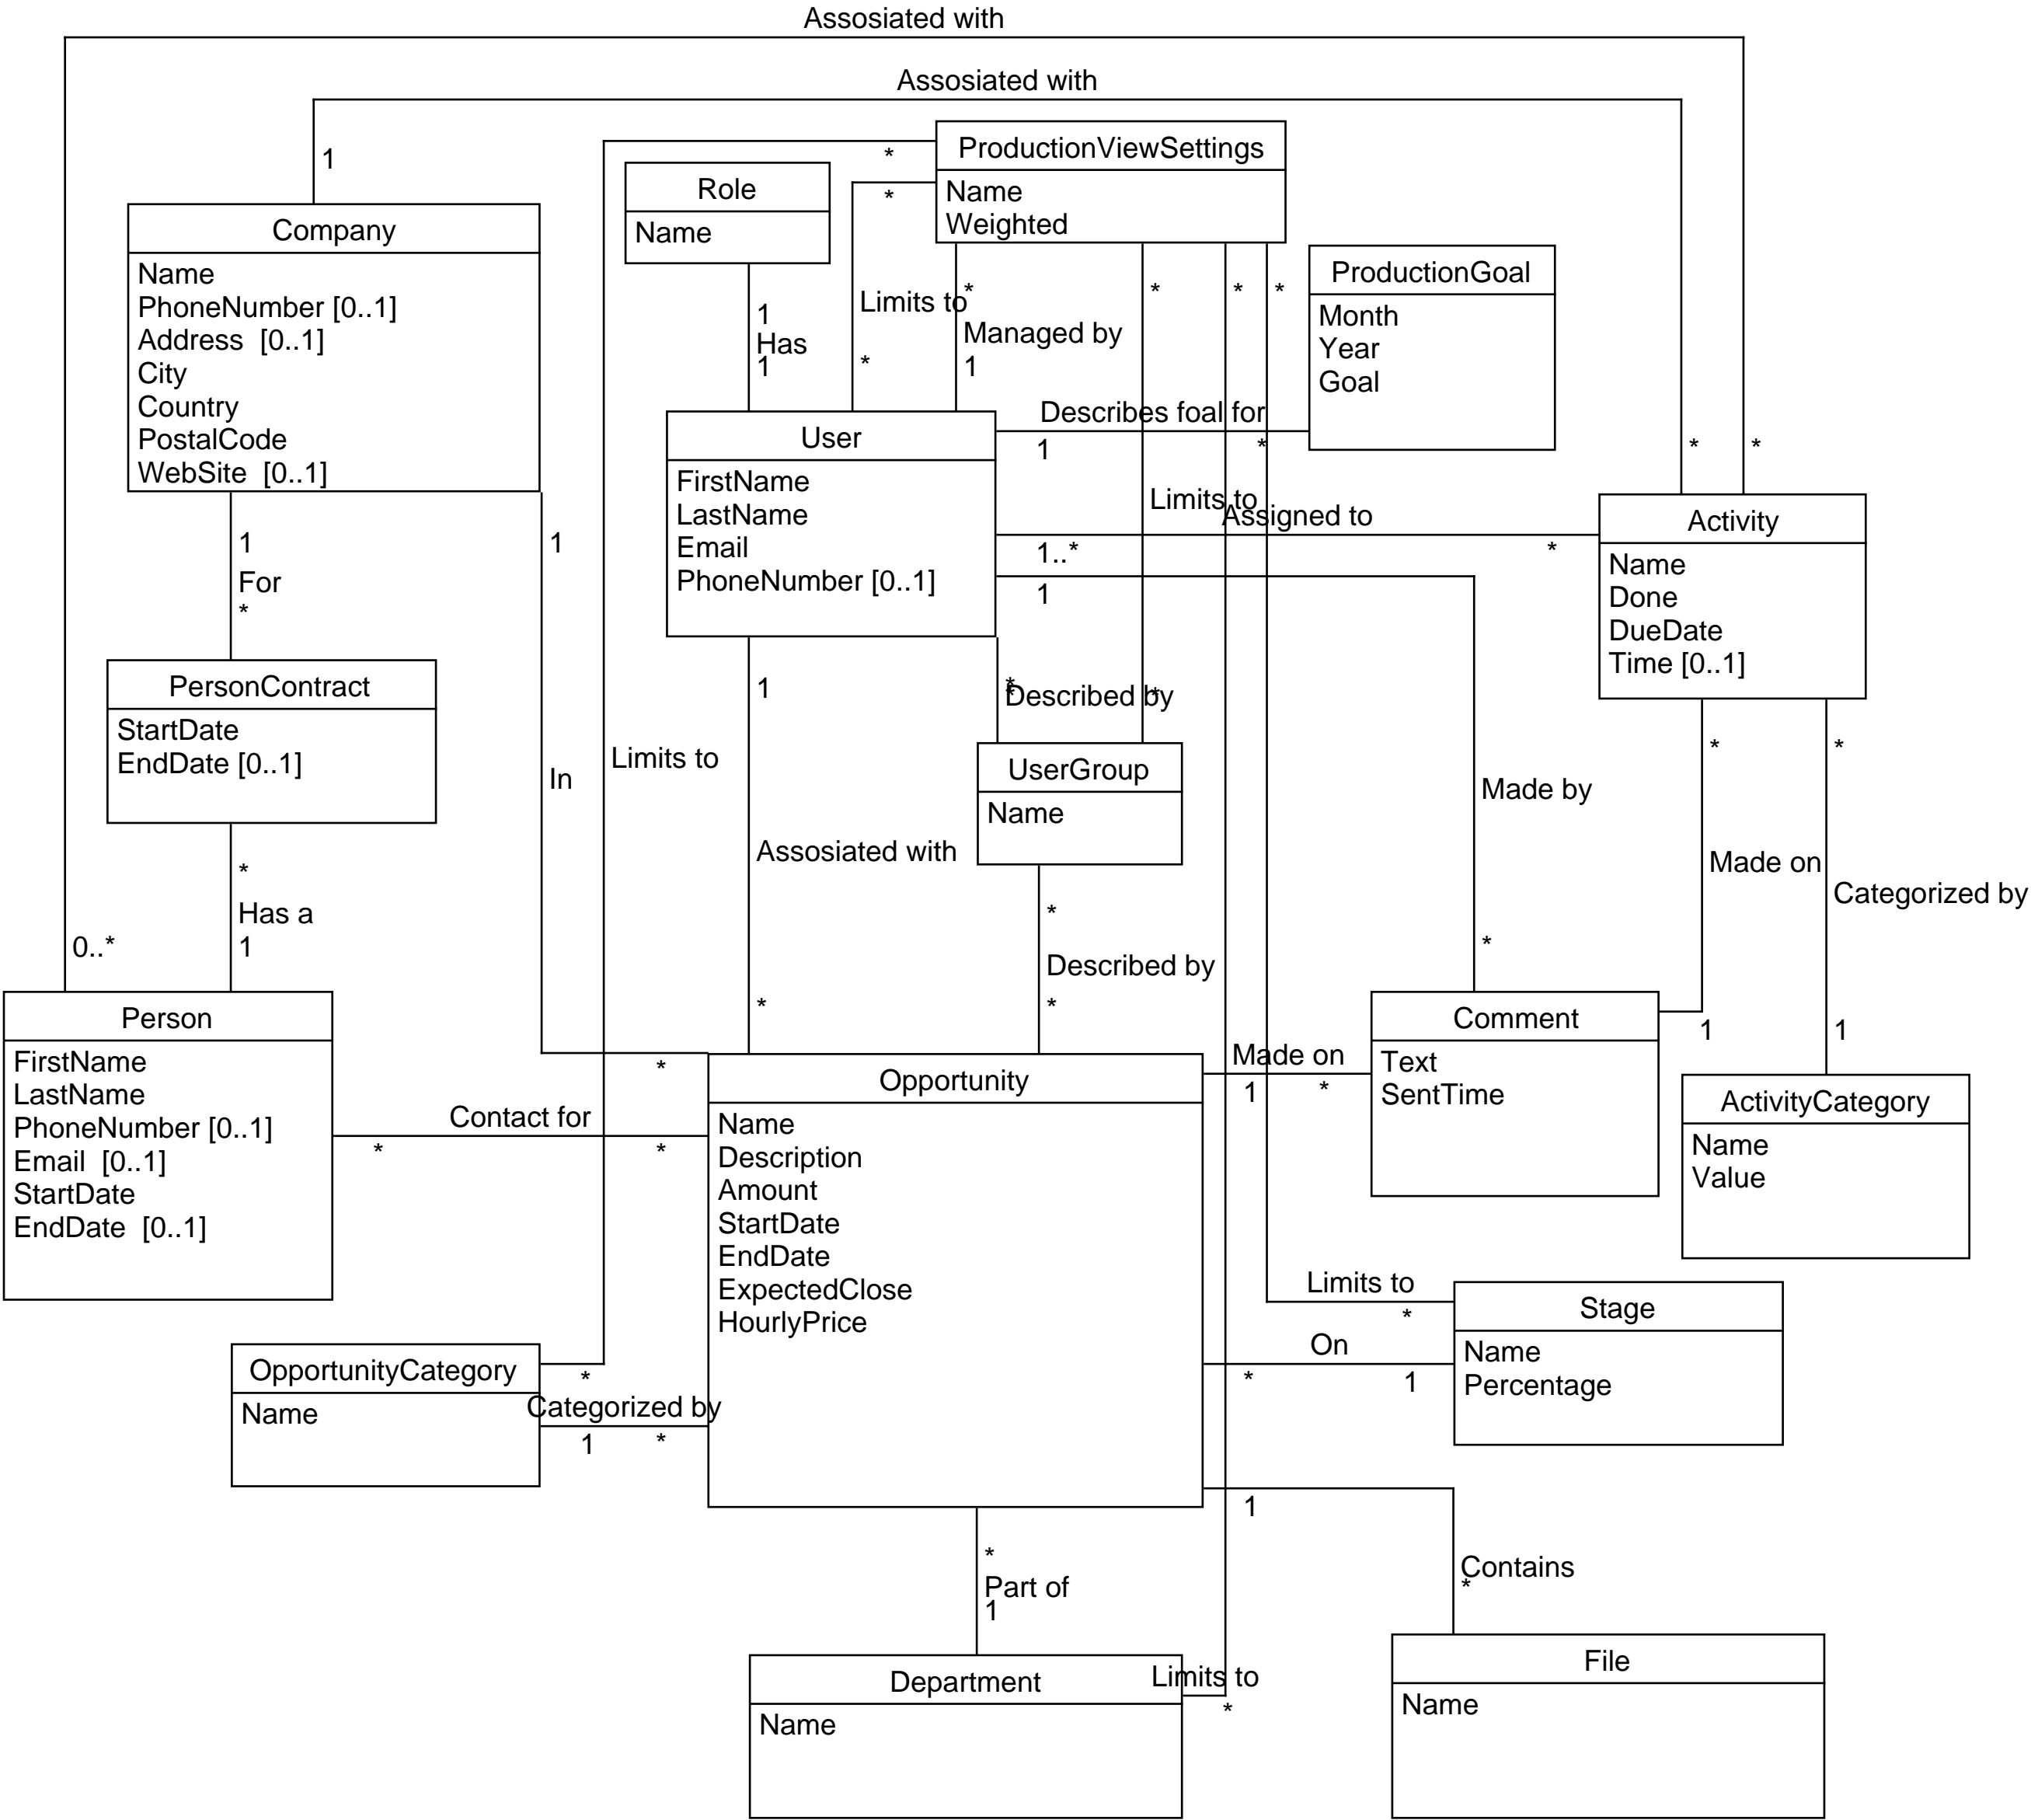 Assosiated with
Assosiated with
1
Company
Name
PhoneNumber [0..1]
Address  [0..1]
City
Country
PostalCode
WebSite  [0..1]
Role
Name
ProductionViewSettings
Name
Weighted
*
*
ProductionGoal
Month
Year
Goal
1
Has
1
Limits to
*
*
Managed by
1
*
*
*
Describes foal for
1
*
User
FirstName
LastName
Email
PhoneNumber [0..1]
Limits to
Assigned to
1..*
*
1
*
*
Activity
Name
Done
DueDate
Time [0..1]
1
For
*
1
PersonContract
StartDate
EndDate [0..1]
In
Limits to
1
*
*
Described by
*
UserGroup
Name
Made by
*
*
Made on
Categorized by
Assosiated with
*
Has a
1
0..*
*
*
Described by
*
*
Person
FirstName
LastName
PhoneNumber [0..1]
Email  [0..1]
StartDate
EndDate  [0..1]
*
Contact for
*
*
Opportunity
Name
Description
Amount
StartDate
EndDate
ExpectedClose
HourlyPrice
Made on
1
*
Comment
Text
SentTime
1
1
ActivityCategory
Name
Value
Limits to
*
Stage
Name
Percentage
On
*
1
OpportunityCategory
Name
*
Categorized by
1
*
1
Contains
*
*
Part of
1
Department
Name
Limits to
*
File
Name